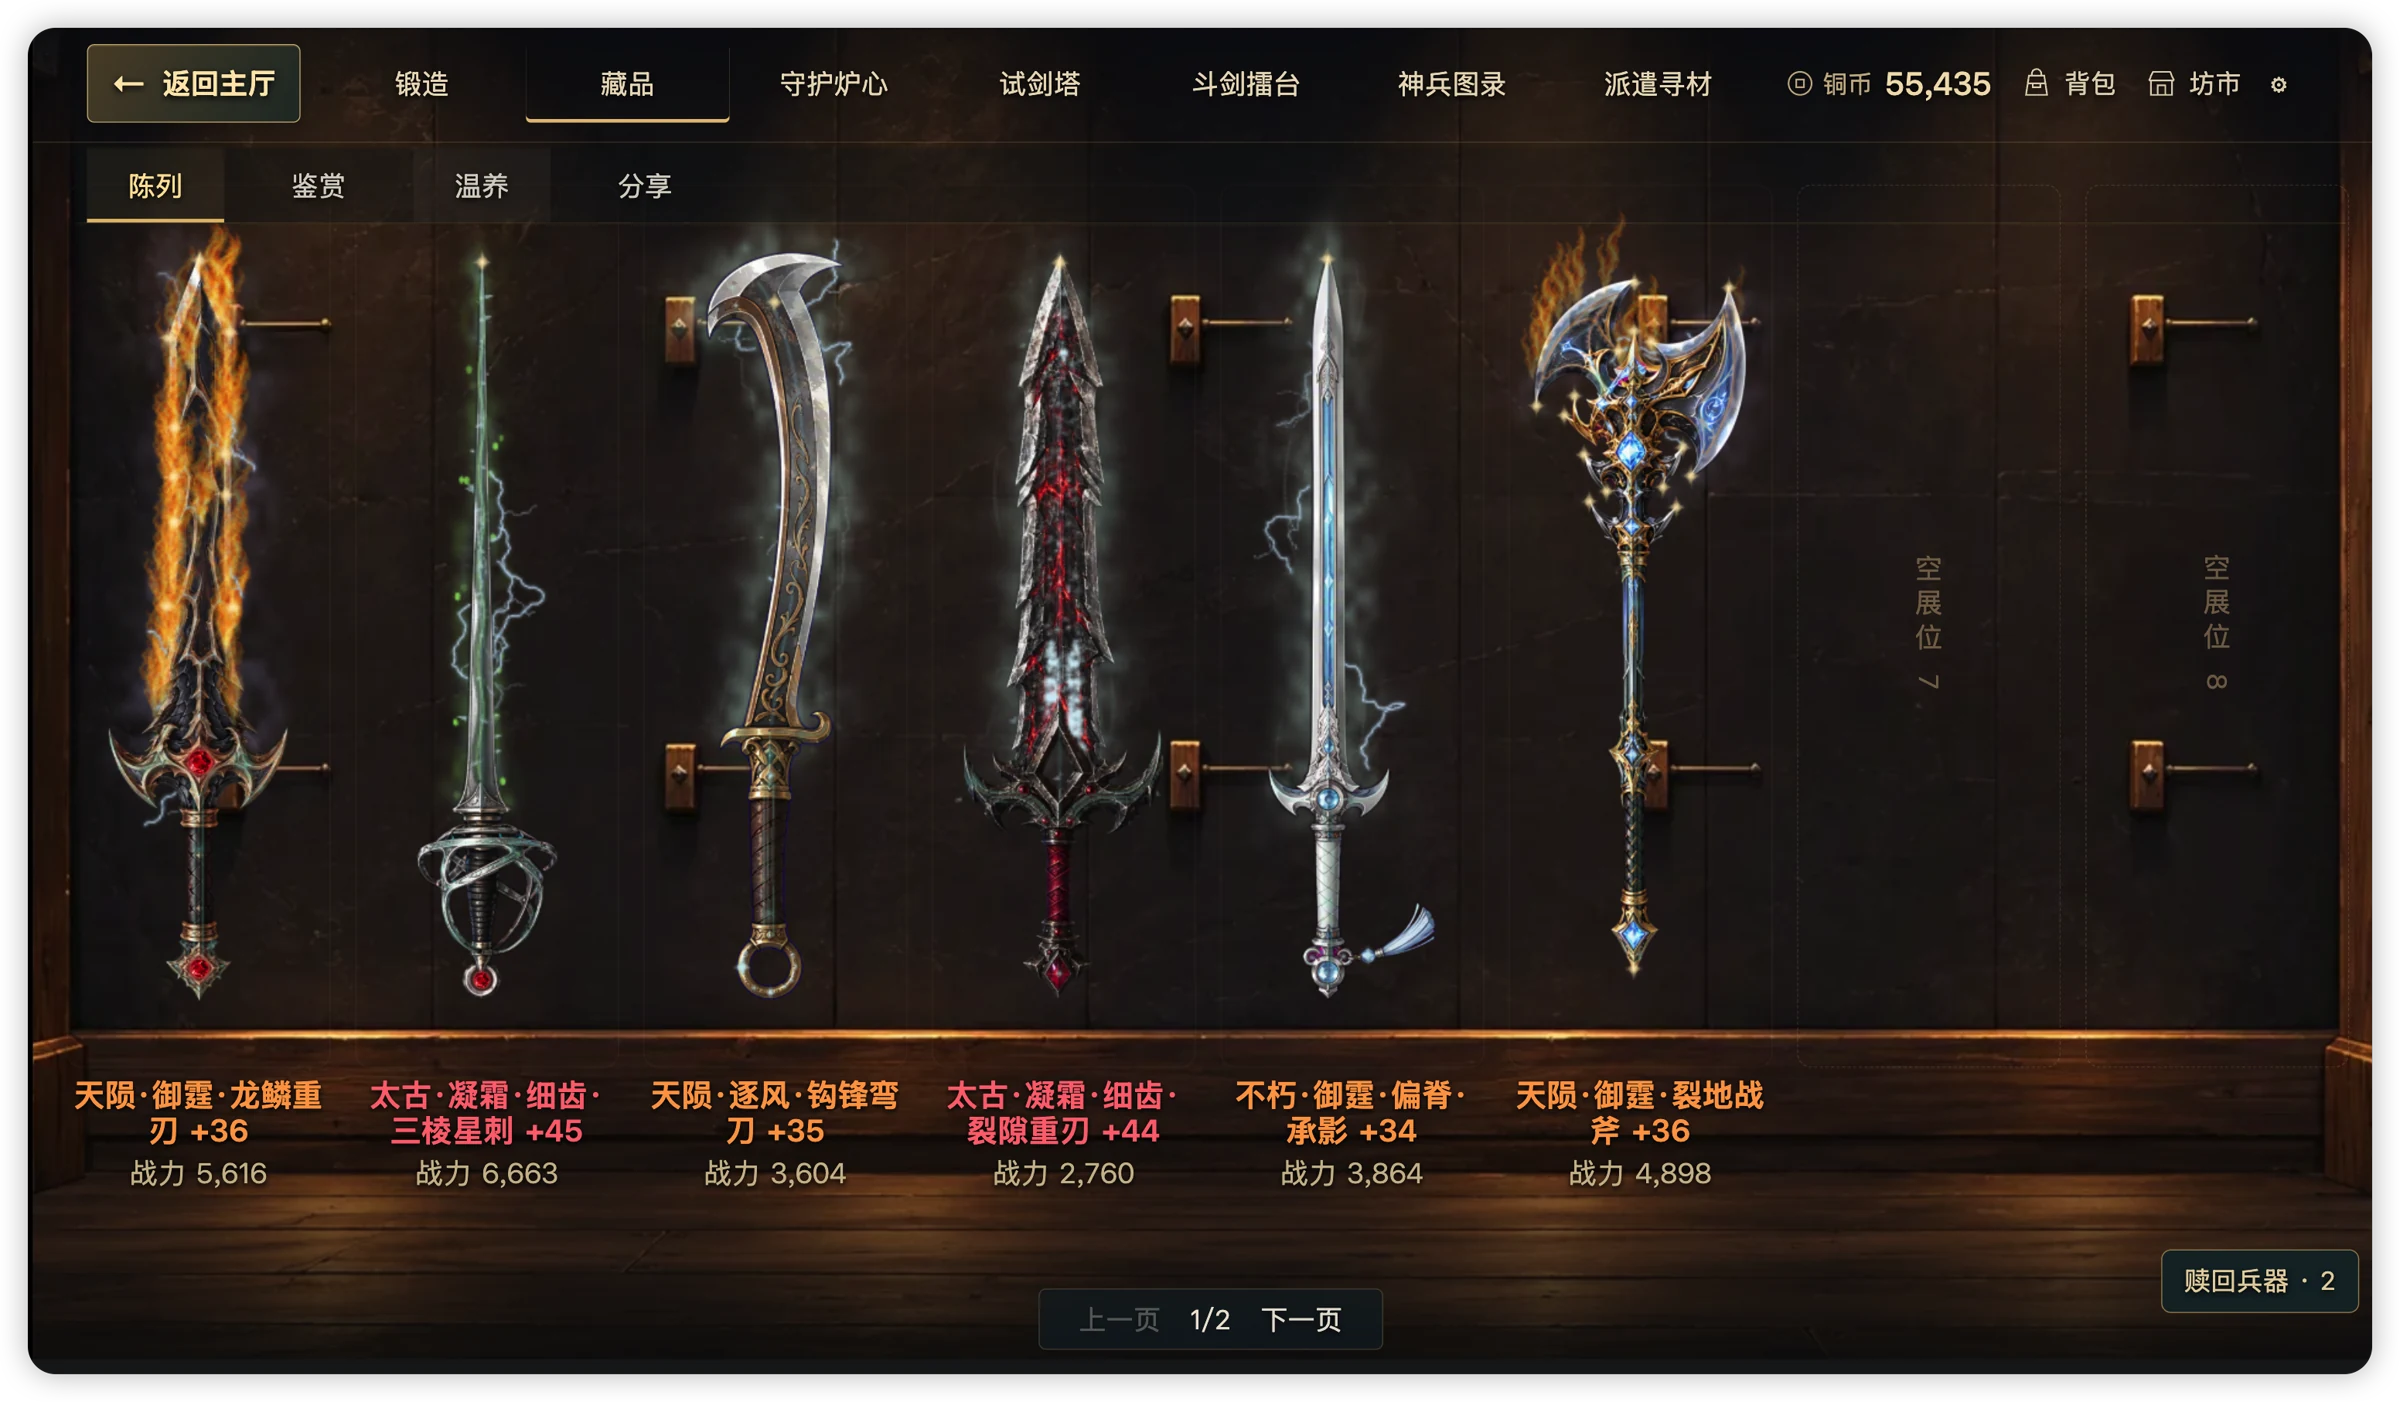 ← 返回主厅
锻造
藏品
守护炉心
试剑塔
斗剑擂台
神兵图录
派遣寻材
铜币 55,435
背包
坊市
陈列
鉴赏
温养
分享
空展位 7
空展位 8
天陨·御霆·龙鳞重
刃 +36
战力 5,616
太古·凝霜·细齿·
三棱星刺 +45
战力 6,663
天陨·逐风·钩锋弯
刀 +35
战力 3,604
太古·凝霜·细齿·
裂隙重刃 +44
战力 2,760
不朽·御霆·偏脊·
承影 +34
战力 3,864
天陨·御霆·裂地战
斧 +36
战力 4,898
赎回兵器 · 2
上一页 1/2 下一页